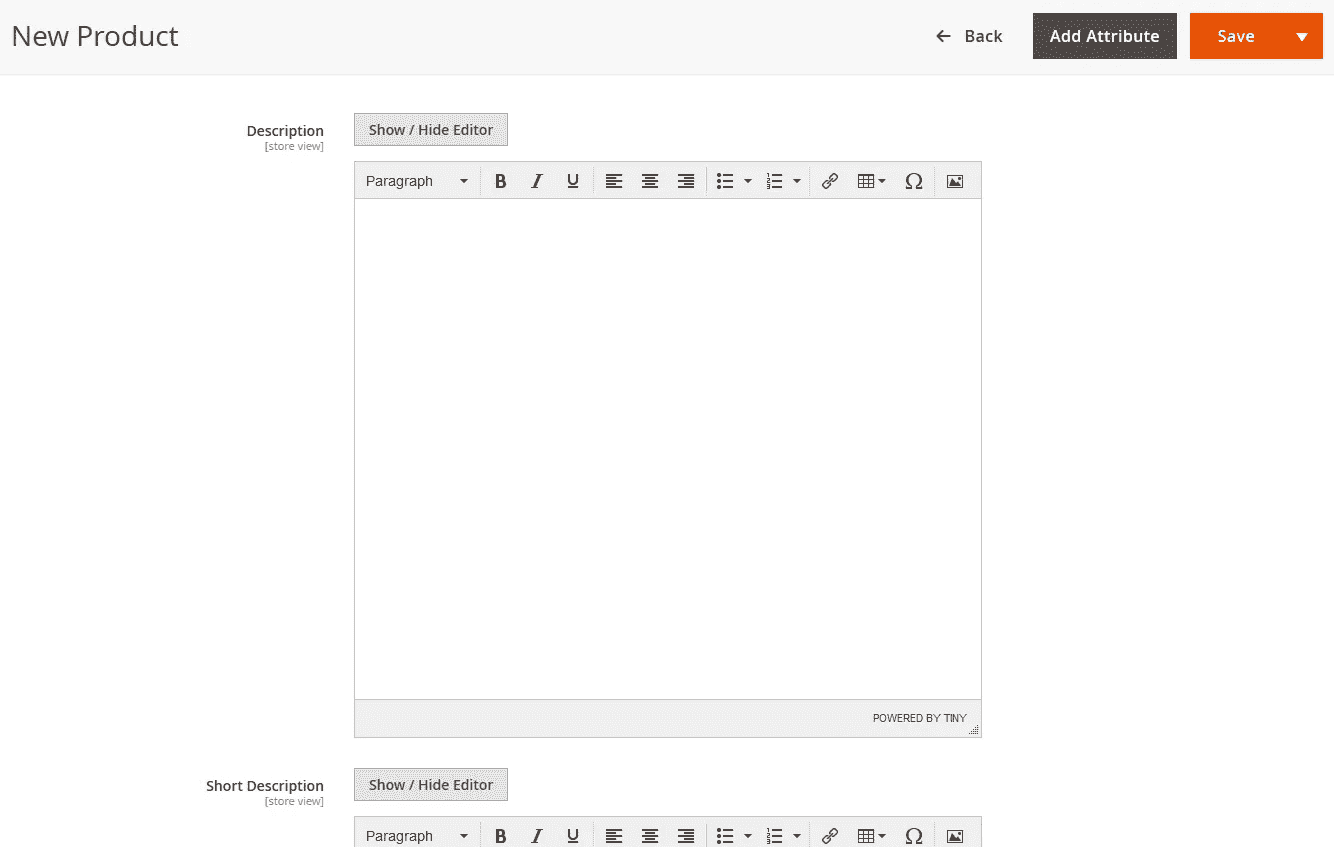 New Product
Back
Add Attribute
Save
Description
[store view]
Show / Hide Editor
Paragraph
POWERED BY TINY
Short Description
[store view]
Show / Hide Editor
Paragraph